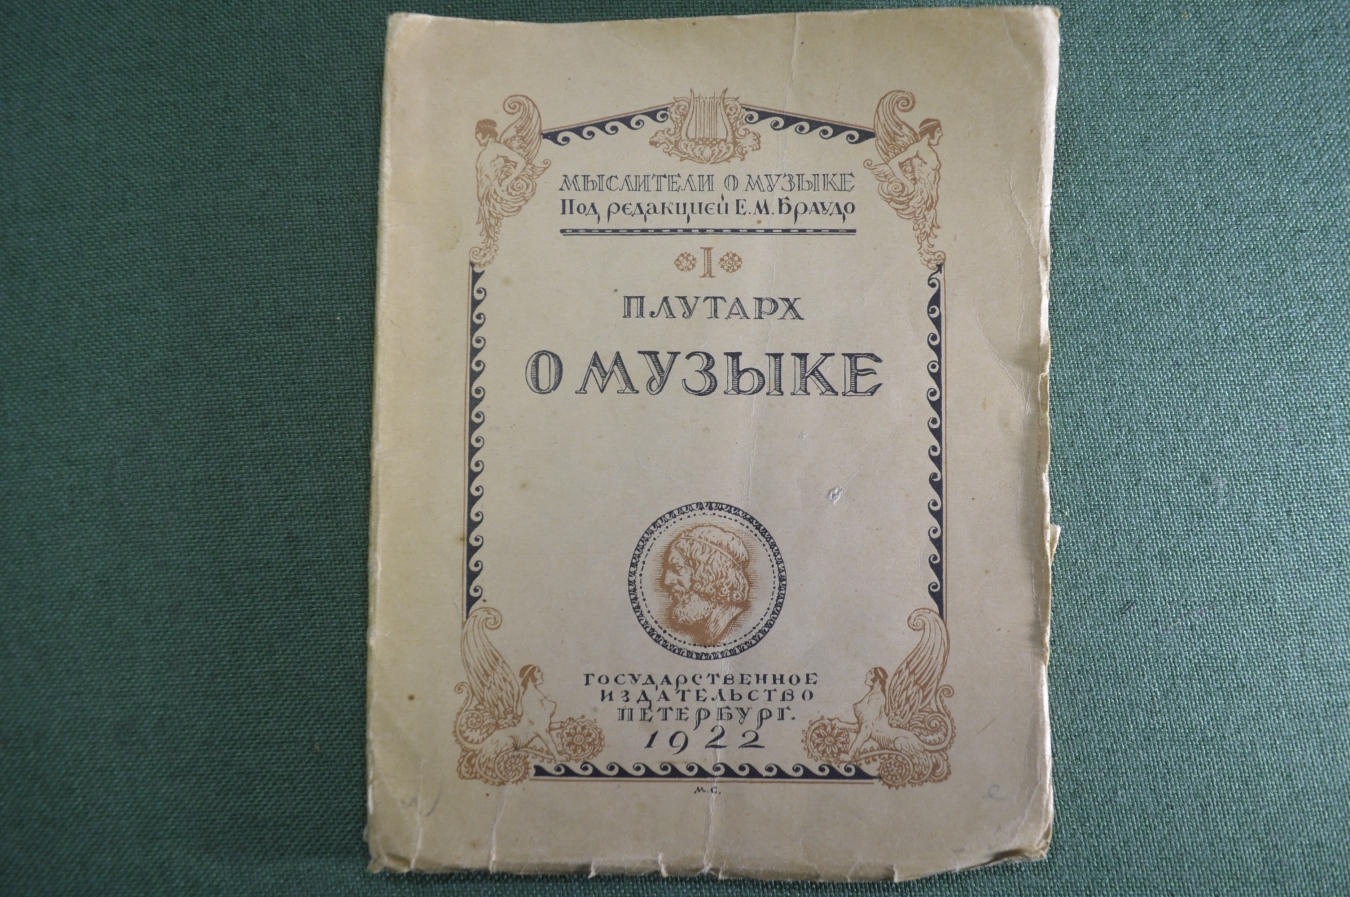 МЫСЛИТЕЛИ О МУЗЫКЕ
Под редакцией Е. М. Браудо
I
ПЛУТАРХ
О МУЗЫКЕ
ГОСУДАРСТВЕННОЕ
ИЗДАТЕЛЬСТВО
ПЕТЕРБУРГ.
1922
М.С.